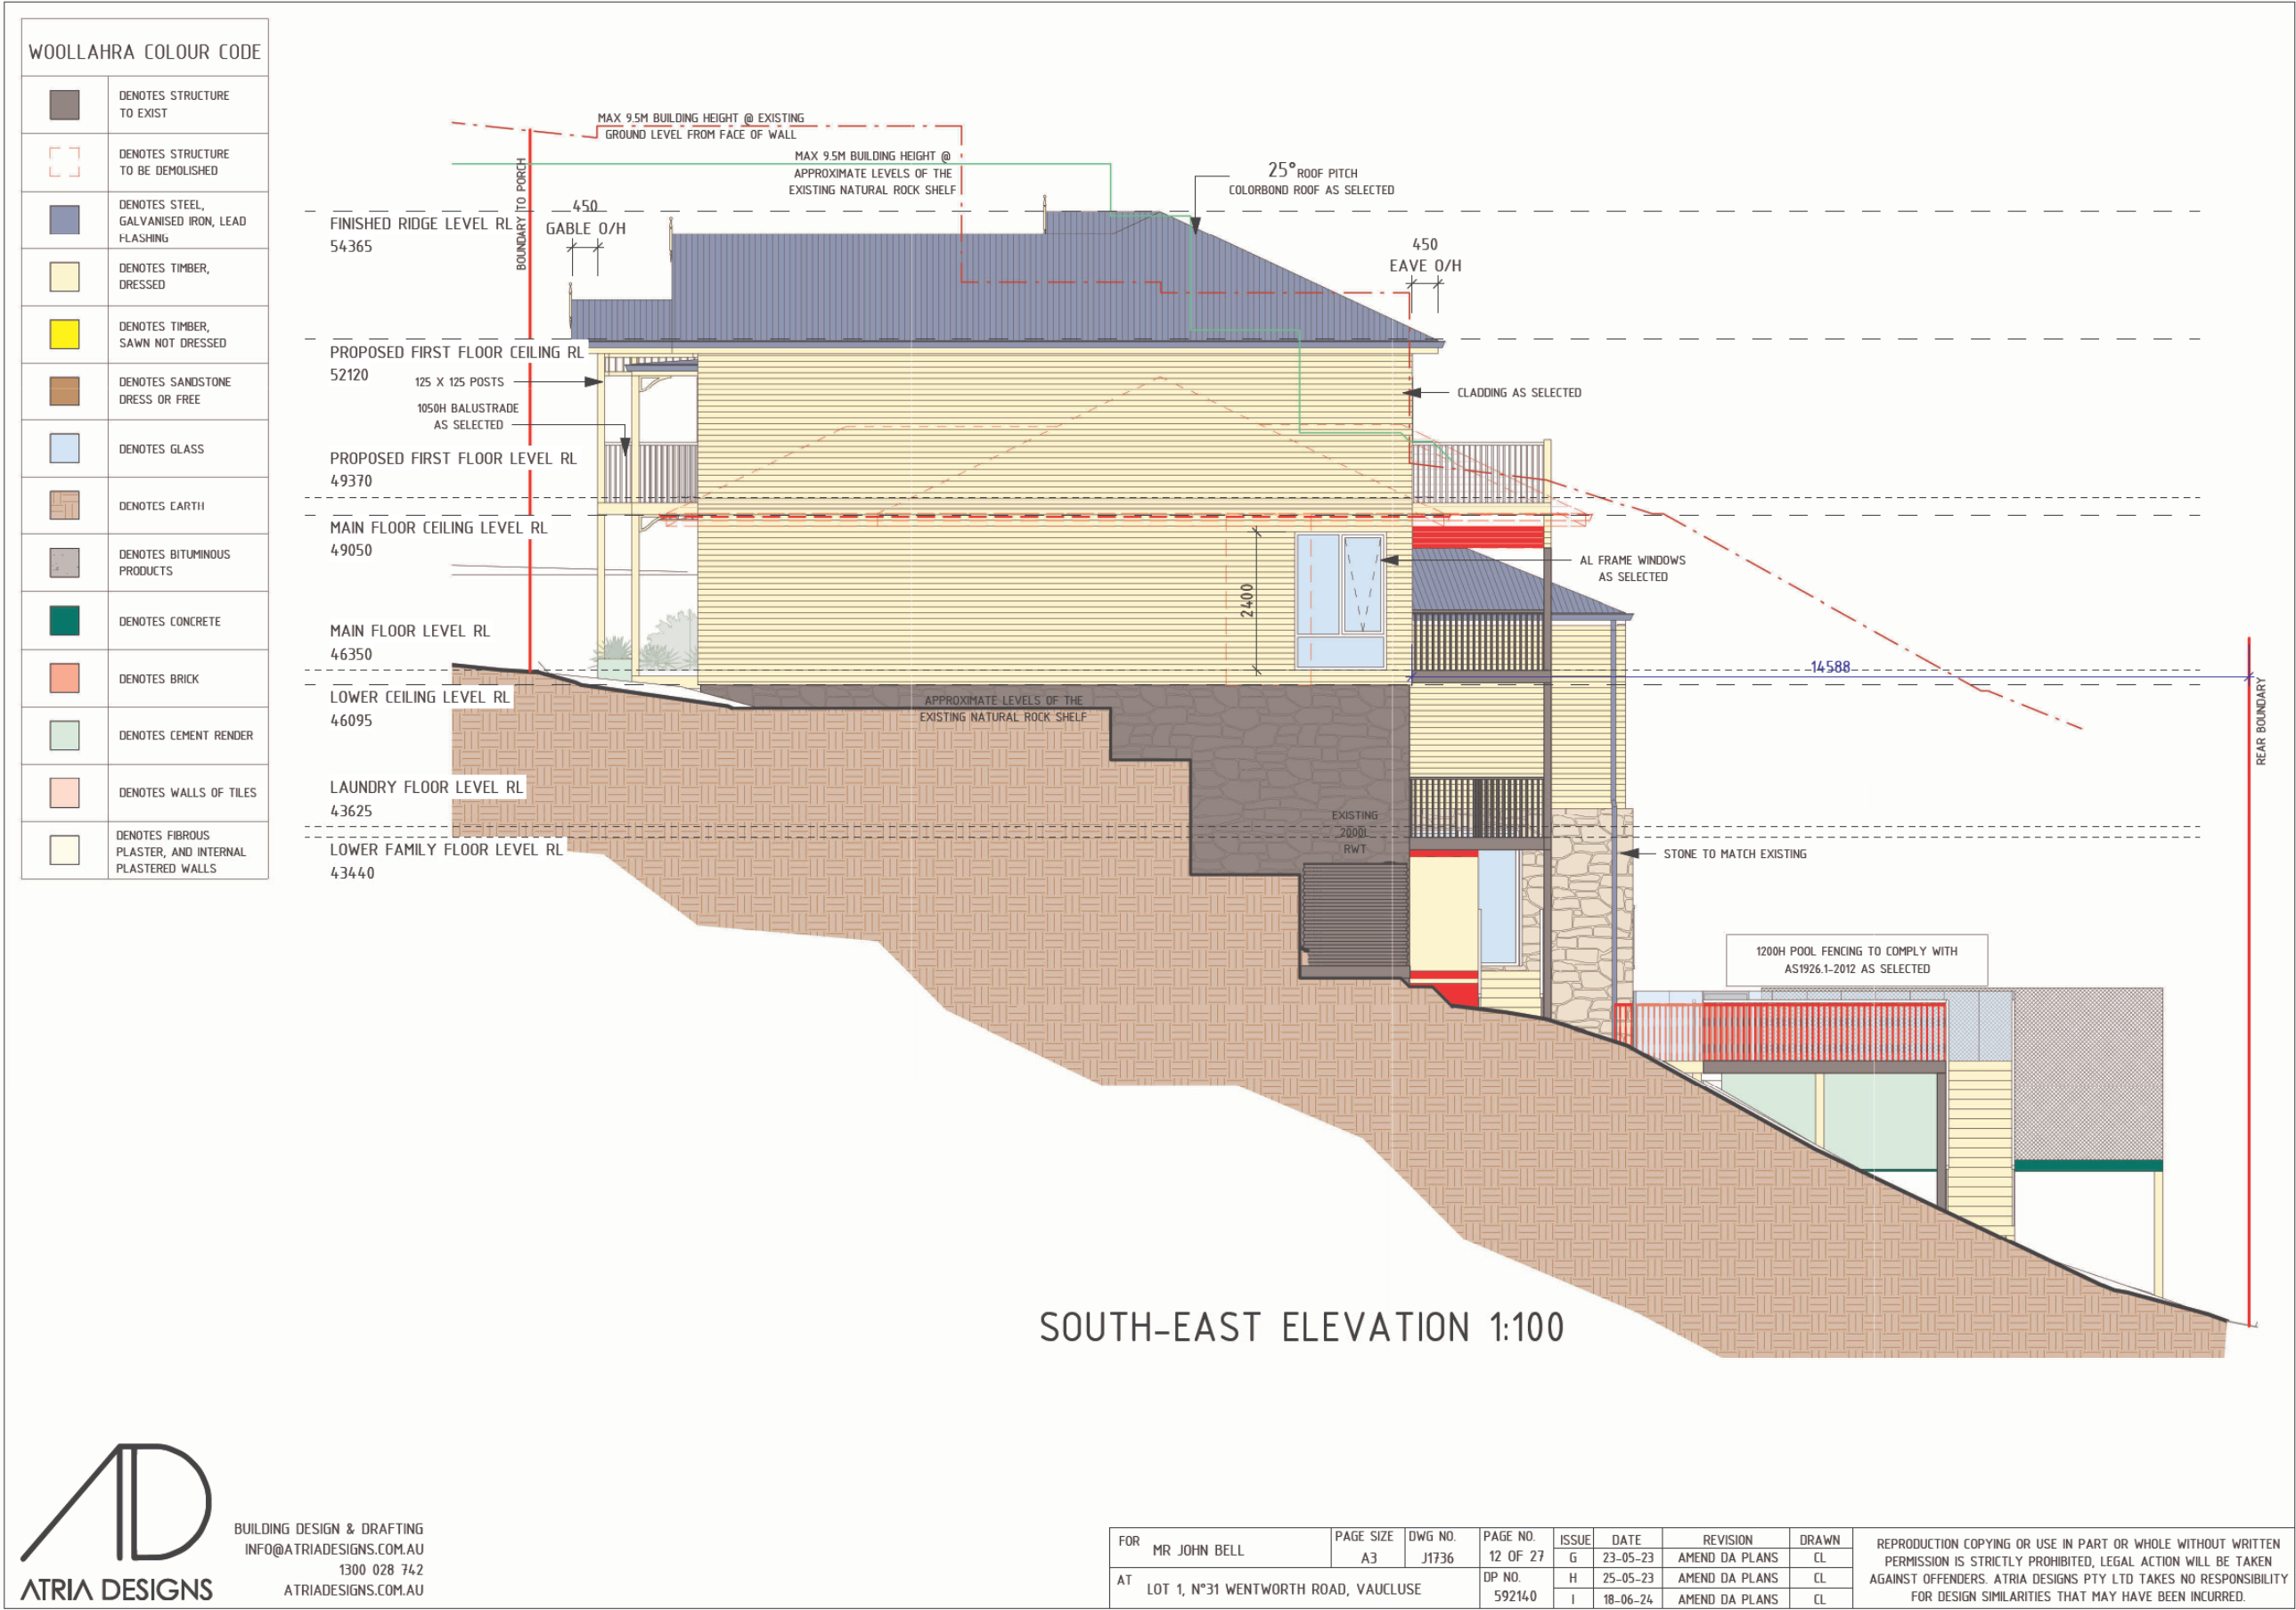 WOOLLAHRA COLOUR CODE
DENOTES STRUCTURE
TO EXIST
DENOTES STRUCTURE
TO BE DEMOLISHED
DENOTES STEEL,
GALVANISED IRON, LEAD
FLASHING
DENOTES TIMBER,
DRESSED
DENOTES TIMBER,
SAWN NOT DRESSED
DENOTES SANDSTONE
DRESS OR FREE
DENOTES GLASS
DENOTES EARTH
DENOTES BITUMINOUS
PRODUCTS
DENOTES CONCRETE
DENOTES BRICK
DENOTES CEMENT RENDER
DENOTES WALLS OF TILES
DENOTES FIBROUS
PLASTER, AND INTERNAL
PLASTERED WALLS
MAX 9.5M BUILDING HEIGHT @ EXISTING
GROUND LEVEL FROM FACE OF WALL
MAX 9.5M BUILDING HEIGHT @
APPROXIMATE LEVELS OF THE
EXISTING NATURAL ROCK SHELF
25° ROOF PITCH
COLORBOND ROOF AS SELECTED
BOUNDARY TO PORCH
450
GABLE O/H
450
EAVE O/H
FINISHED RIDGE LEVEL RL
54365
PROPOSED FIRST FLOOR CEILING RL
52120
125 X 125 POSTS
1050H BALUSTRADE
AS SELECTED
CLADDING AS SELECTED
PROPOSED FIRST FLOOR LEVEL RL
49370
MAIN FLOOR CEILING LEVEL RL
49050
2400
AL FRAME WINDOWS
AS SELECTED
MAIN FLOOR LEVEL RL
46350
14588
REAR BOUNDARY
LOWER CEILING LEVEL RL
46095
APPROXIMATE LEVELS OF THE
EXISTING NATURAL ROCK SHELF
LAUNDRY FLOOR LEVEL RL
43625
EXISTING
2000L
RWT
LOWER FAMILY FLOOR LEVEL RL
43440
STONE TO MATCH EXISTING
1200H POOL FENCING TO COMPLY WITH
AS1926.1-2012 AS SELECTED
SOUTH-EAST ELEVATION 1:100
AD
ATRIA DESIGNS
BUILDING DESIGN & DRAFTING
INFO@ATRIADESIGNS.COM.AU
1300 028 742
ATRIADESIGNS.COM.AU
FOR MR JOHN BELL
PAGE SIZE
A3
DWG NO.
J1736
PAGE NO.
12 OF 27
AT LOT 1, N°31 WENTWORTH ROAD, VAUCLUSE
DP NO.
592140
ISSUE DATE REVISION DRAWN
G 23-05-23 AMEND DA PLANS CL
H 25-05-23 AMEND DA PLANS CL
I 18-06-24 AMEND DA PLANS CL
REPRODUCTION COPYING OR USE IN PART OR WHOLE WITHOUT WRITTEN
PERMISSION IS STRICTLY PROHIBITED, LEGAL ACTION WILL BE TAKEN
AGAINST OFFENDERS. ATRIA DESIGNS PTY LTD TAKES NO RESPONSIBILITY
FOR DESIGN SIMILARITIES THAT MAY HAVE BEEN INCURRED.